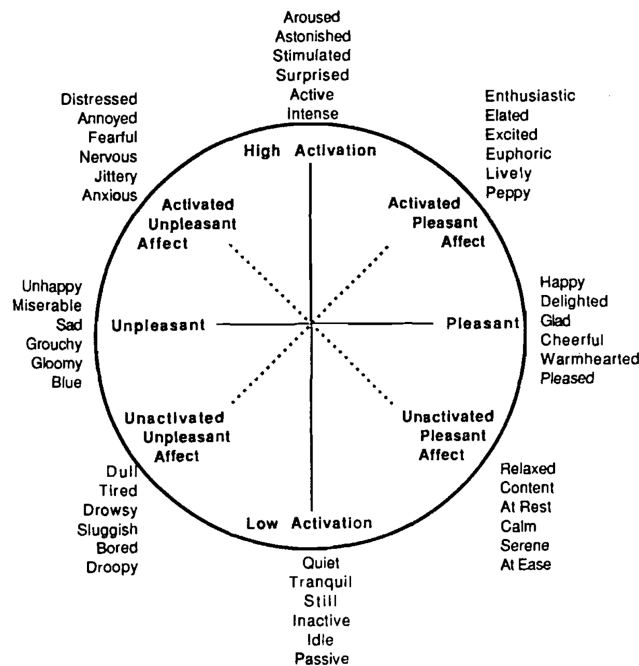 Aroused
Astonished
Stimulated
Surprised
Active
Intense
High Activation
Distressed
Annoyed
Fearful
Nervous
Jittery
Anxious
Enthusiastic
Elated
Excited
Euphoric
Lively
Peppy
Activated
Unpleasant
Affect
Activated
Pleasant
Affect
Unhappy
Miserable
Sad
Grouchy
Gloomy
Blue
Unpleasant
Pleasant
Happy
Delighted
Glad
Cheerful
Warmhearted
Pleased
Unactivated
Unpleasant
Affect
Unactivated
Pleasant
Affect
Dull
Tired
Drowsy
Sluggish
Bored
Droopy
Low Activation
Relaxed
Content
At Rest
Calm
Serene
At Ease
Quiet
Tranquil
Still
Inactive
Idle
Passive